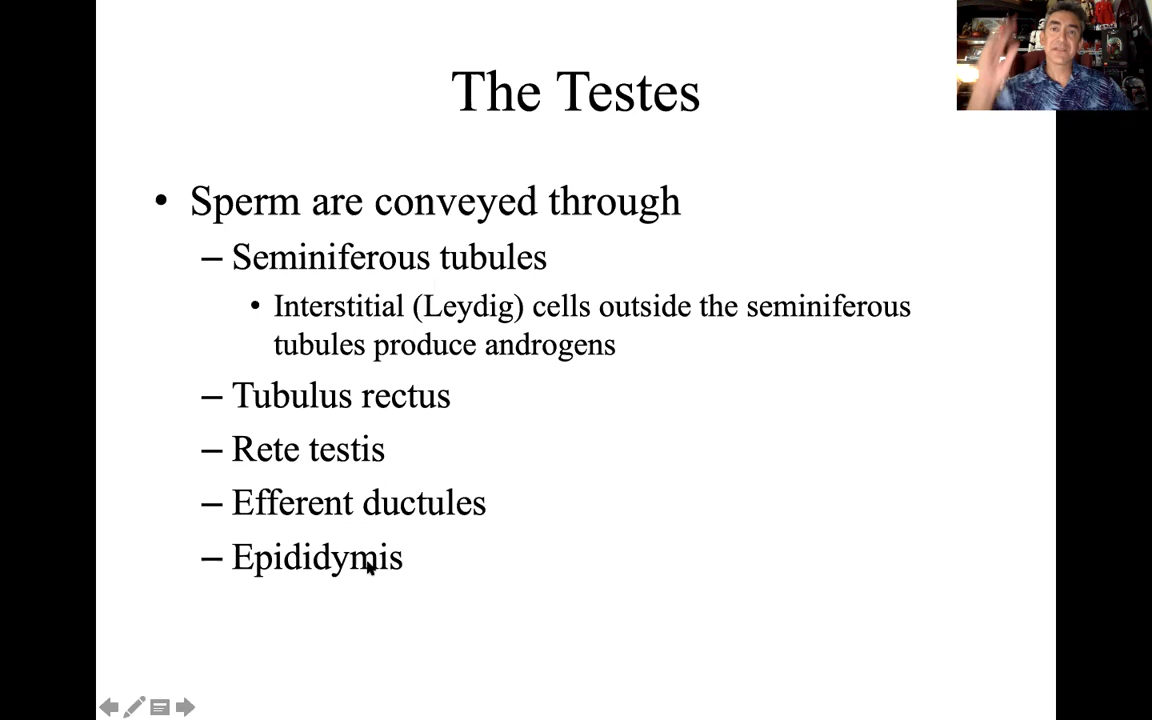 The Testes
• Sperm are conveyed through
– Seminiferous tubules
• Interstitial (Leydig) cells outside the seminiferous
tubules produce androgens
– Tubulus rectus
– Rete testis
– Efferent ductules
– Epididymis